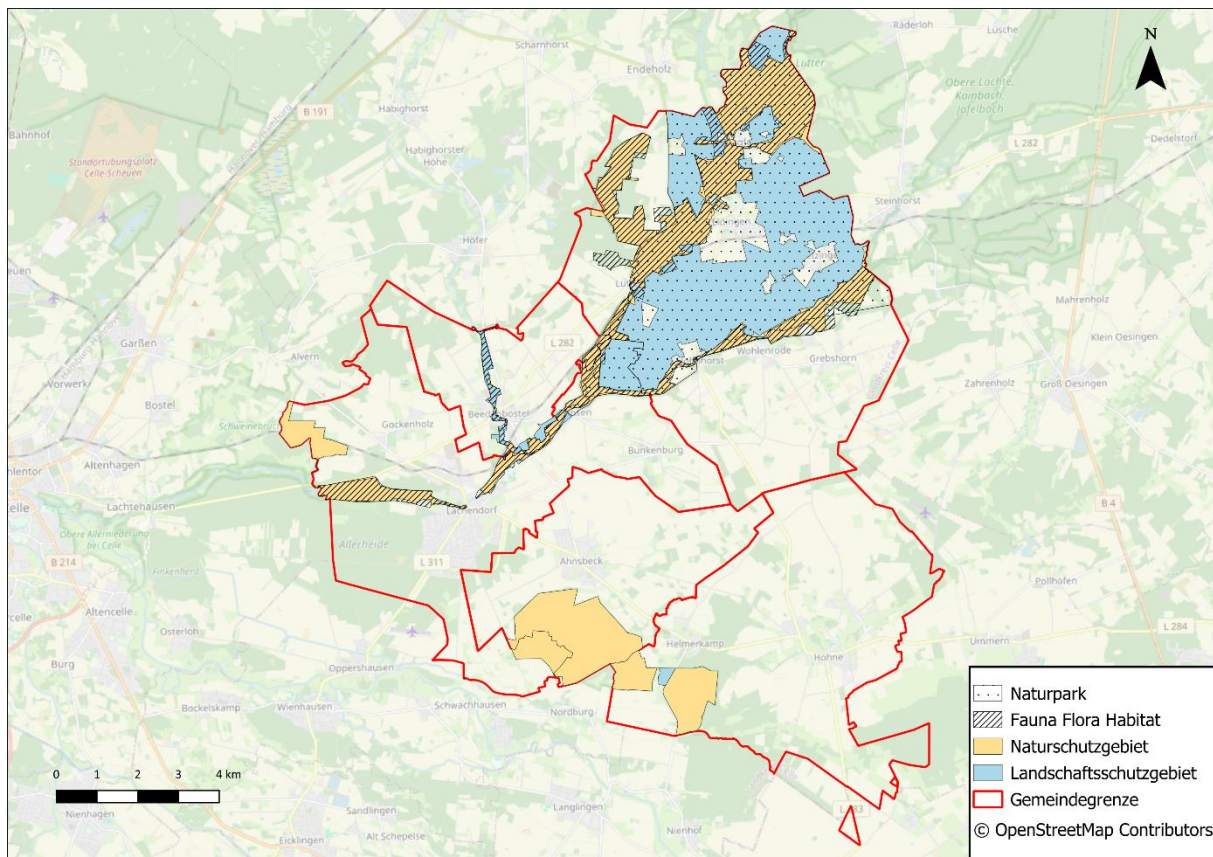 Räderloh
Lüsche
Scharnhorst
N
Endeholz
Lutter
Obere Lachte,
Kainbach,
Jafelbach
B 191
Habighorst
Bahnhof
Dedelstorf
Habighorster
Höhe
L 282
Standortübungsplatz
Celle-Scheuen
Steinhorst
Höfer
Mahrenholz
Garßen
L 282
Wohlenrode
Grebshorn
Klein Oesingen
Alvern
Vorwerk
Zahrenholz
Groß Oesingen
Bostel
Gockenholz
Altenhagen
Bunkenburg
Lachtehausen
Lachendorf
B 4
Obere Allerniederung
bei Celle
Allerheide
B 214
L 311
Ahnsbeck
Finkenherd
Pollhöfen
Altencelle
Osterloh
Helmerkamp
Ummern
L 284
Hohne
Burg
Oppershausen
Bockelskamp
Wienhausen
Schwachhausen
Nordburg
Naturpark
Fauna Flora Habitat
Naturschutzgebiet
Landschaftsschutzgebiet
Gemeindegrenze
© OpenStreetMap Contributors
0 1 2 3 4 km
Sandlingen
Langlingen
Nienhagen
Alt Schepelse
Nienhof
Eicklingen